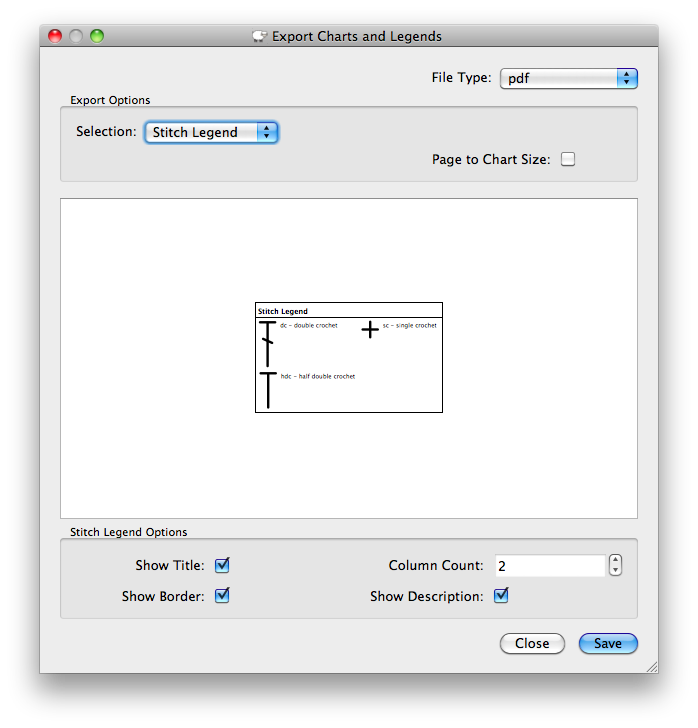 Export Charts and Legends
File Type: pdf
Export Options
Selection: Stitch Legend
Page to Chart Size:
Stitch Legend
dc - double crochet sc - single crochet
hdc - half double crochet
Stitch Legend Options
Show Title: Column Count: 2
Show Border: Show Description:
Close Save